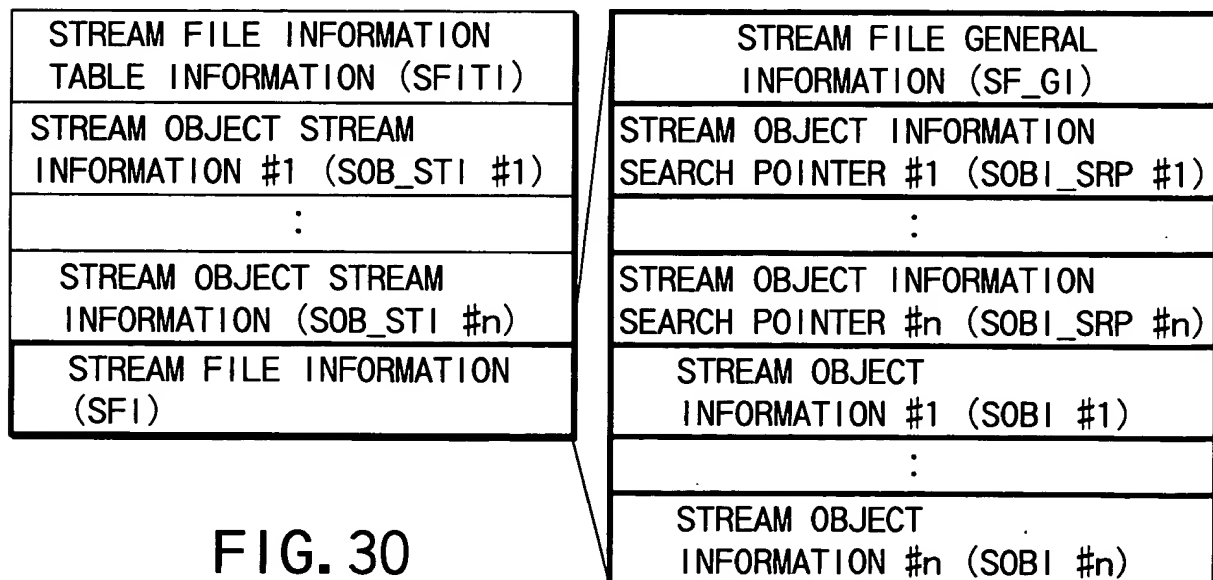 STREAM FILE INFORMATION
TABLE INFORMATION (SFITI)
STREAM OBJECT STREAM
INFORMATION #1 (SOB_STI #1)
:
STREAM OBJECT STREAM
INFORMATION (SOB_STI #n)
STREAM FILE INFORMATION
(SFI)
STREAM FILE GENERAL
INFORMATION (SF_GI)
STREAM OBJECT INFORMATION
SEARCH POINTER #1 (SOBI_SRP #1)
:
STREAM OBJECT INFORMATION
SEARCH POINTER #n (SOBI_SRP #n)
STREAM OBJECT
INFORMATION #1 (SOBI #1)
:
STREAM OBJECT
INFORMATION #n (SOBI #n)
FIG. 30